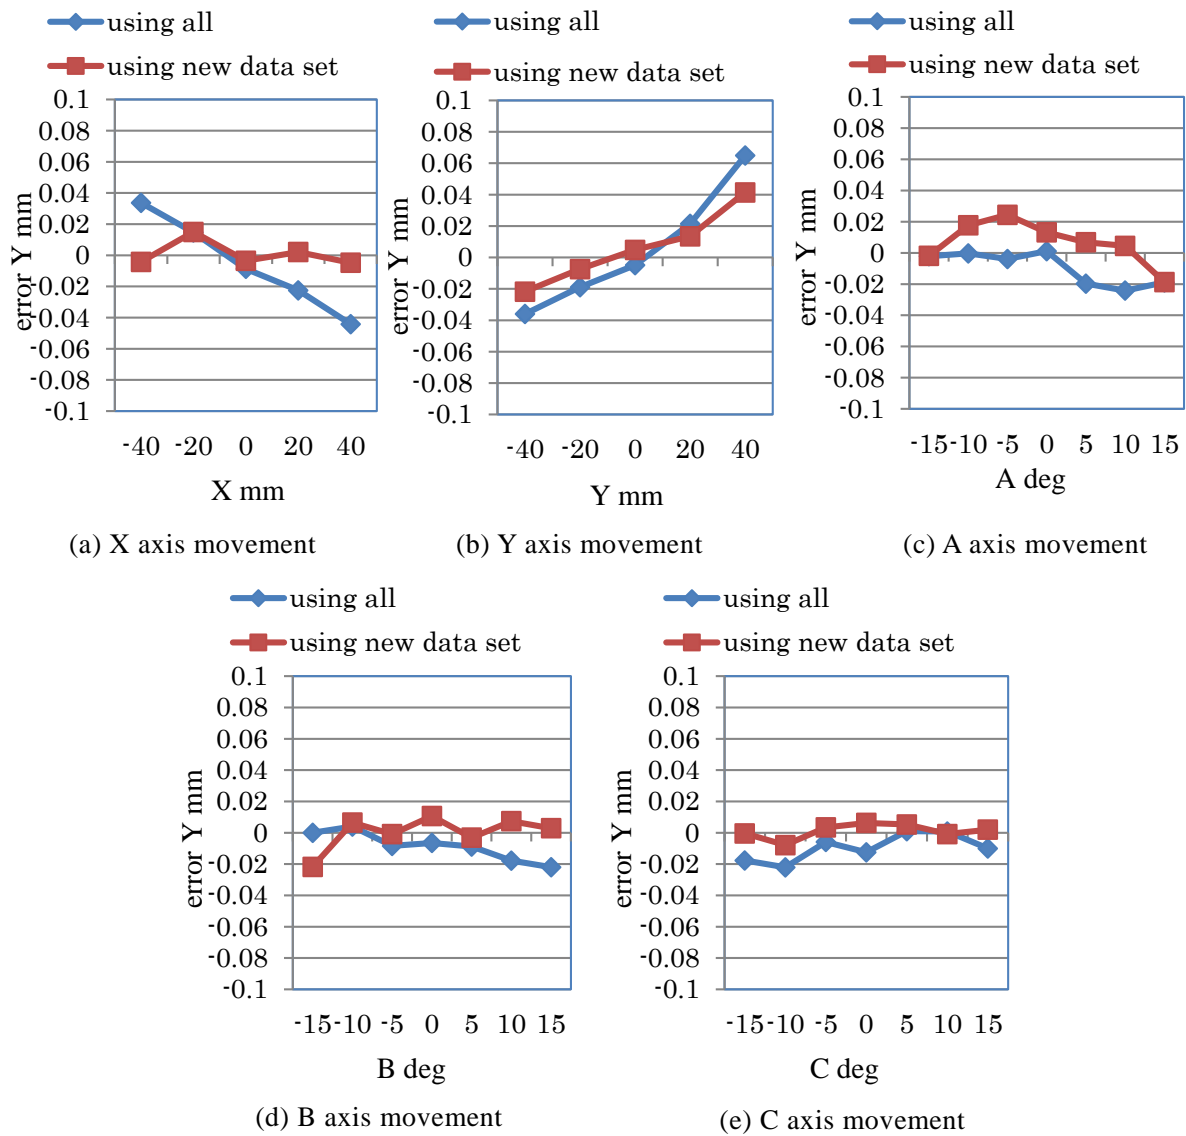 using all
using new data set
0.1
0.08
0.06
0.04
0.02
0
-0.02
-0.04
-0.06
-0.08
-0.1
error Y mm
-40 -20 0 20 40
X mm
(a) X axis movement
using all
using new data set
0.1
0.08
0.06
0.04
0.02
0
-0.02
-0.04
-0.06
-0.08
-0.1
error Y mm
-40 -20 0 20 40
Y mm
(b) Y axis movement
using all
using new data set
0.1
0.08
0.06
0.04
0.02
0
-0.02
-0.04
-0.06
-0.08
-0.1
error Y mm
-15 -10 -5 0 5 10 15
A deg
(c) A axis movement
using all
using new data set
0.1
0.08
0.06
0.04
0.02
0
-0.02
-0.04
-0.06
-0.08
-0.1
error Y mm
-15 -10 -5 0 5 10 15
B deg
(d) B axis movement
using all
using new data set
0.1
0.08
0.06
0.04
0.02
0
-0.02
-0.04
-0.06
-0.08
-0.1
error Y mm
-15 -10 -5 0 5 10 15
C deg
(e) C axis movement